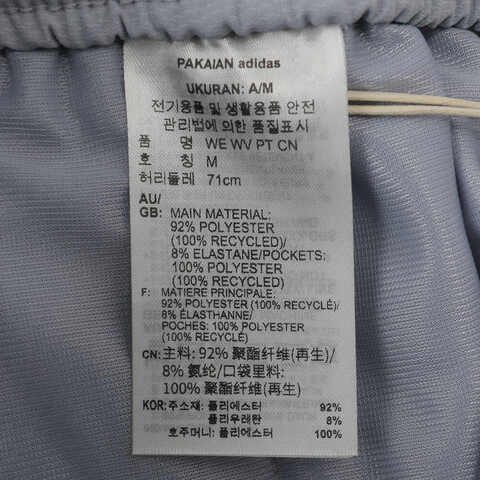 PAKAIAN adidas
UKURAN: A/M
전기용품 및 생활용품 안전
관리법에 의한 품질표시
품 명 WE WV PT CN
호 칭 M
허리둘레 71cm
AU/
GB: MAIN MATERIAL:
92% POLYESTER
(100% RECYCLED)/
8% ELASTANE/POCKETS:
100% POLYESTER
(100% RECYCLED)
F: MATIERE PRINCIPALE:
92% POLYESTER (100% RECYCLÉ)/
8% ÉLASTHANNE/
POCHES: 100% POLYESTER
(100% RECYCLÉ)
CN: 主料: 92% 聚酯纤维(再生)/
8% 氨纶/口袋里料:
100% 聚酯纤维(再生)
KOR: 주소재: 폴리에스터 92%
폴리우레탄 8%
호주머니: 폴리에스터 100%